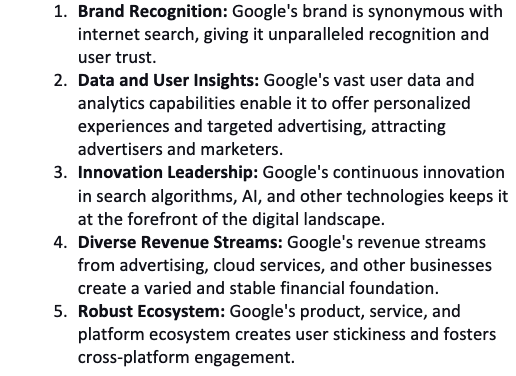 1. Brand Recognition: Google's brand is synonymous with
internet search, giving it unparalleled recognition and
user trust.
2. Data and User Insights: Google's vast user data and
analytics capabilities enable it to offer personalized
experiences and targeted advertising, attracting
advertisers and marketers.
3. Innovation Leadership: Google's continuous innovation
in search algorithms, AI, and other technologies keeps it
at the forefront of the digital landscape.
4. Diverse Revenue Streams: Google's revenue streams
from advertising, cloud services, and other businesses
create a varied and stable financial foundation.
5. Robust Ecosystem: Google's product, service, and
platform ecosystem creates user stickiness and fosters
cross-platform engagement.